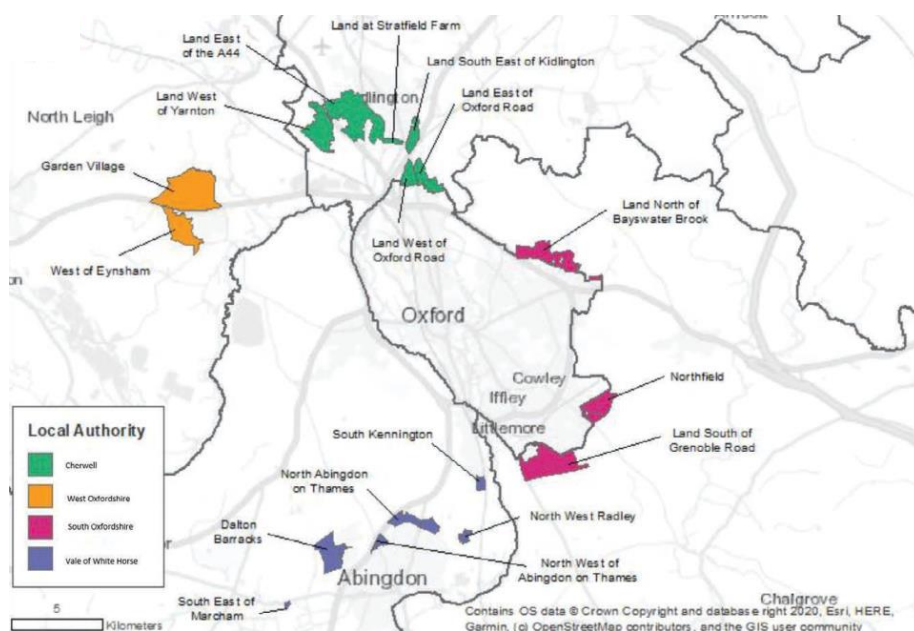 Land at Stratfield Farm
Land East
of the A44
Land South East of Kidlington
Land East of
Oxford Road
Land West
of Yarnton
dlington
North Leigh
Garden Village
West of Eynsham
Land West of
Oxford Road
Land North of
Bayswater Brook
Oxford
Cowley
Iffley
Littlemore
Northfield
Land South of
Grenoble Road
Local Authority
Cherwell
West Oxfordshire
South Oxfordshire
Vale of White Horse
South Kennington
North Abingdon
on Thames
Dalton
Barracks
North West Radley
North West of
Abingdon on Thames
Abingdon
South East of
Marcham
Chalgrove
5
Kilometers
Contains OS data © Crown Copyright and database right 2020, Esri, HERE,
Garmin, (c) OpenStreetMap contributors, and the GIS user community